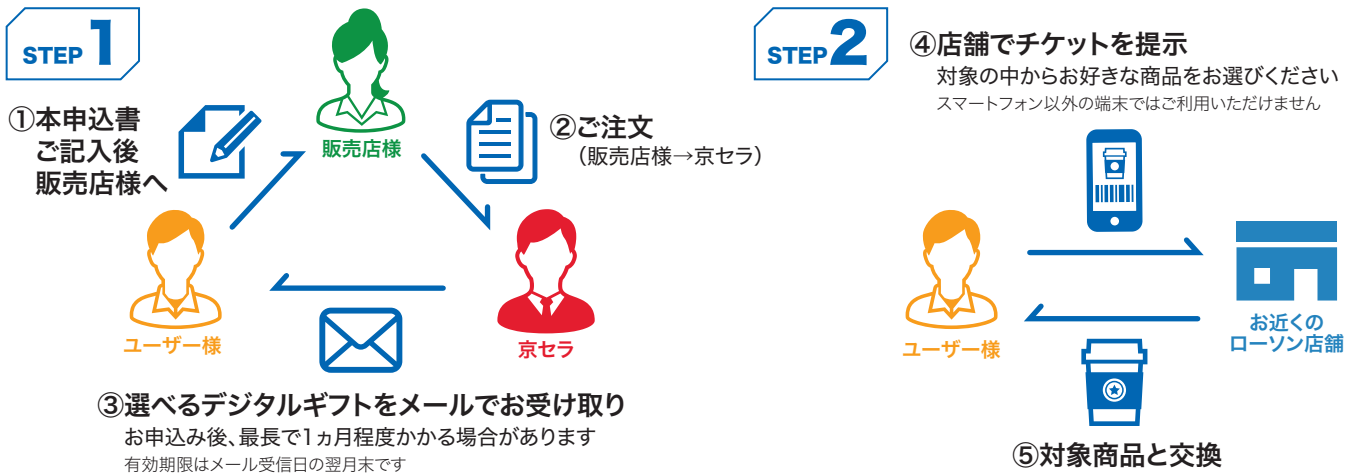 STEP 1
①本申込書
ご記入後
販売店様へ
販売店様
②ご注文
（販売店様→京セラ）
ユーザー様
京セラ
③選べるデジタルギフトをメールでお受け取り
お申込み後、最長で1ヵ月程度かかる場合があります
有効期限はメール受信日の翌月末です
STEP 2
④店舗でチケットを提示
対象の中からお好きな商品をお選びください
スマートフォン以外の端末ではご利用いただけません
ユーザー様
お近くの
ローソン店舗
⑤対象商品と交換